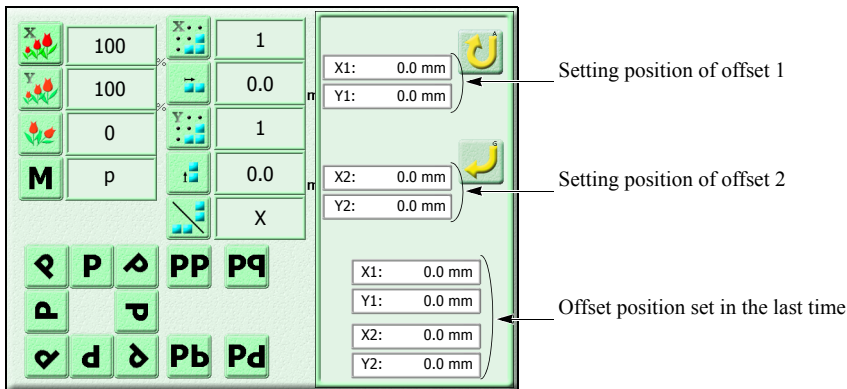 X
100
%
X
1
A
X1: 0.0 mm
Setting position of offset 1
Y
100
%
0.0
m
Y1: 0.0 mm
0
Y
1
G
M
p
0.0
m
X2: 0.0 mm
Setting position of offset 2
Y2: 0.0 mm
X
X1: 0.0 mm
Y1: 0.0 mm
Offset position set in the last time
X2: 0.0 mm
Y2: 0.0 mm
P P P PP Pq
P P
P d P Pb Pd